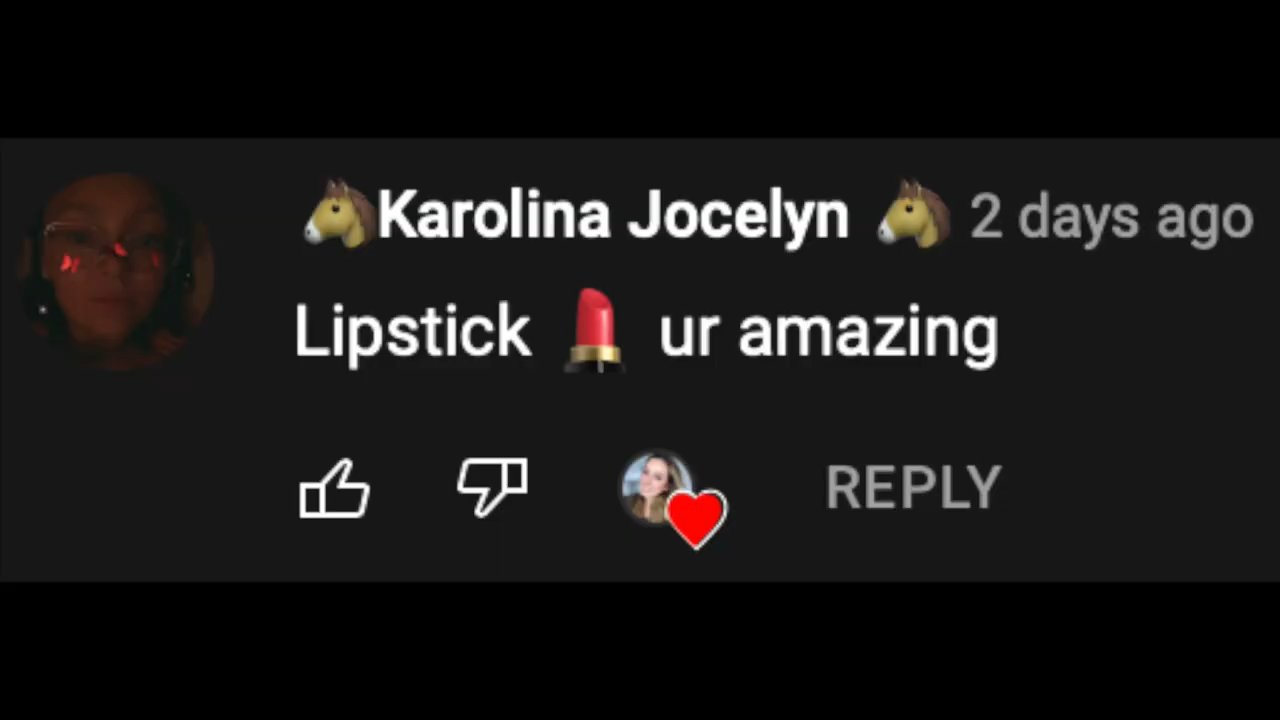 🐴Karolina Jocelyn 🐴 2 days ago
Lipstick 💄 ur amazing
REPLY